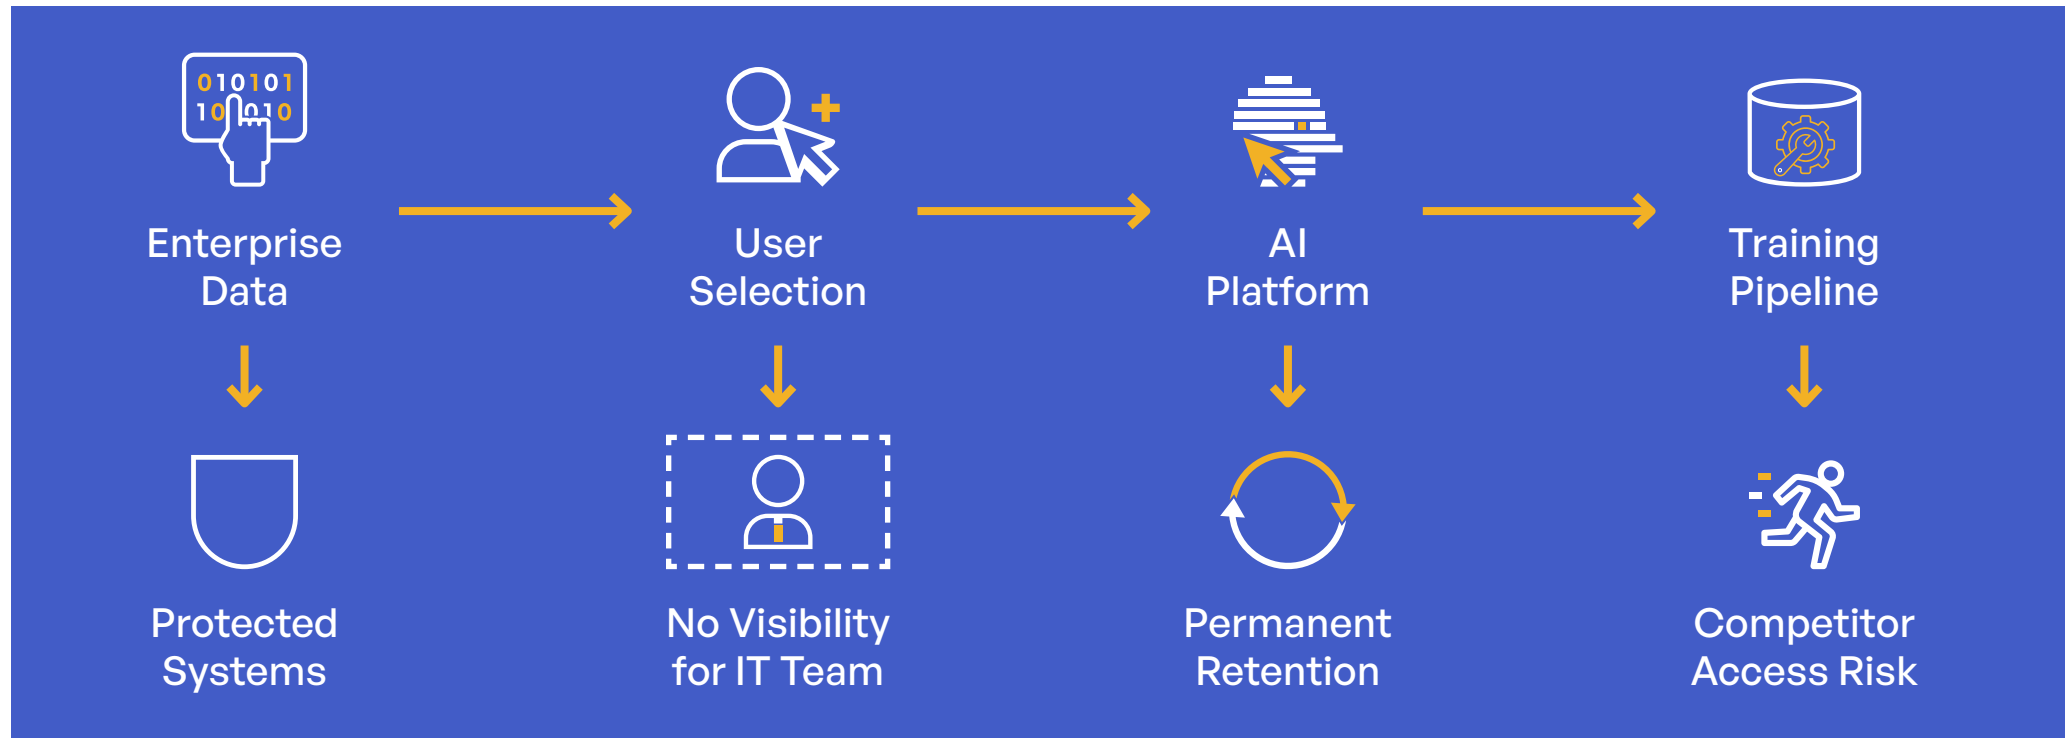 010101
10 010
Enterprise
Data
User
Selection
AI
Platform
Training
Pipeline
Protected
Systems
No Visibility
for IT Team
Permanent
Retention
Competitor
Access Risk